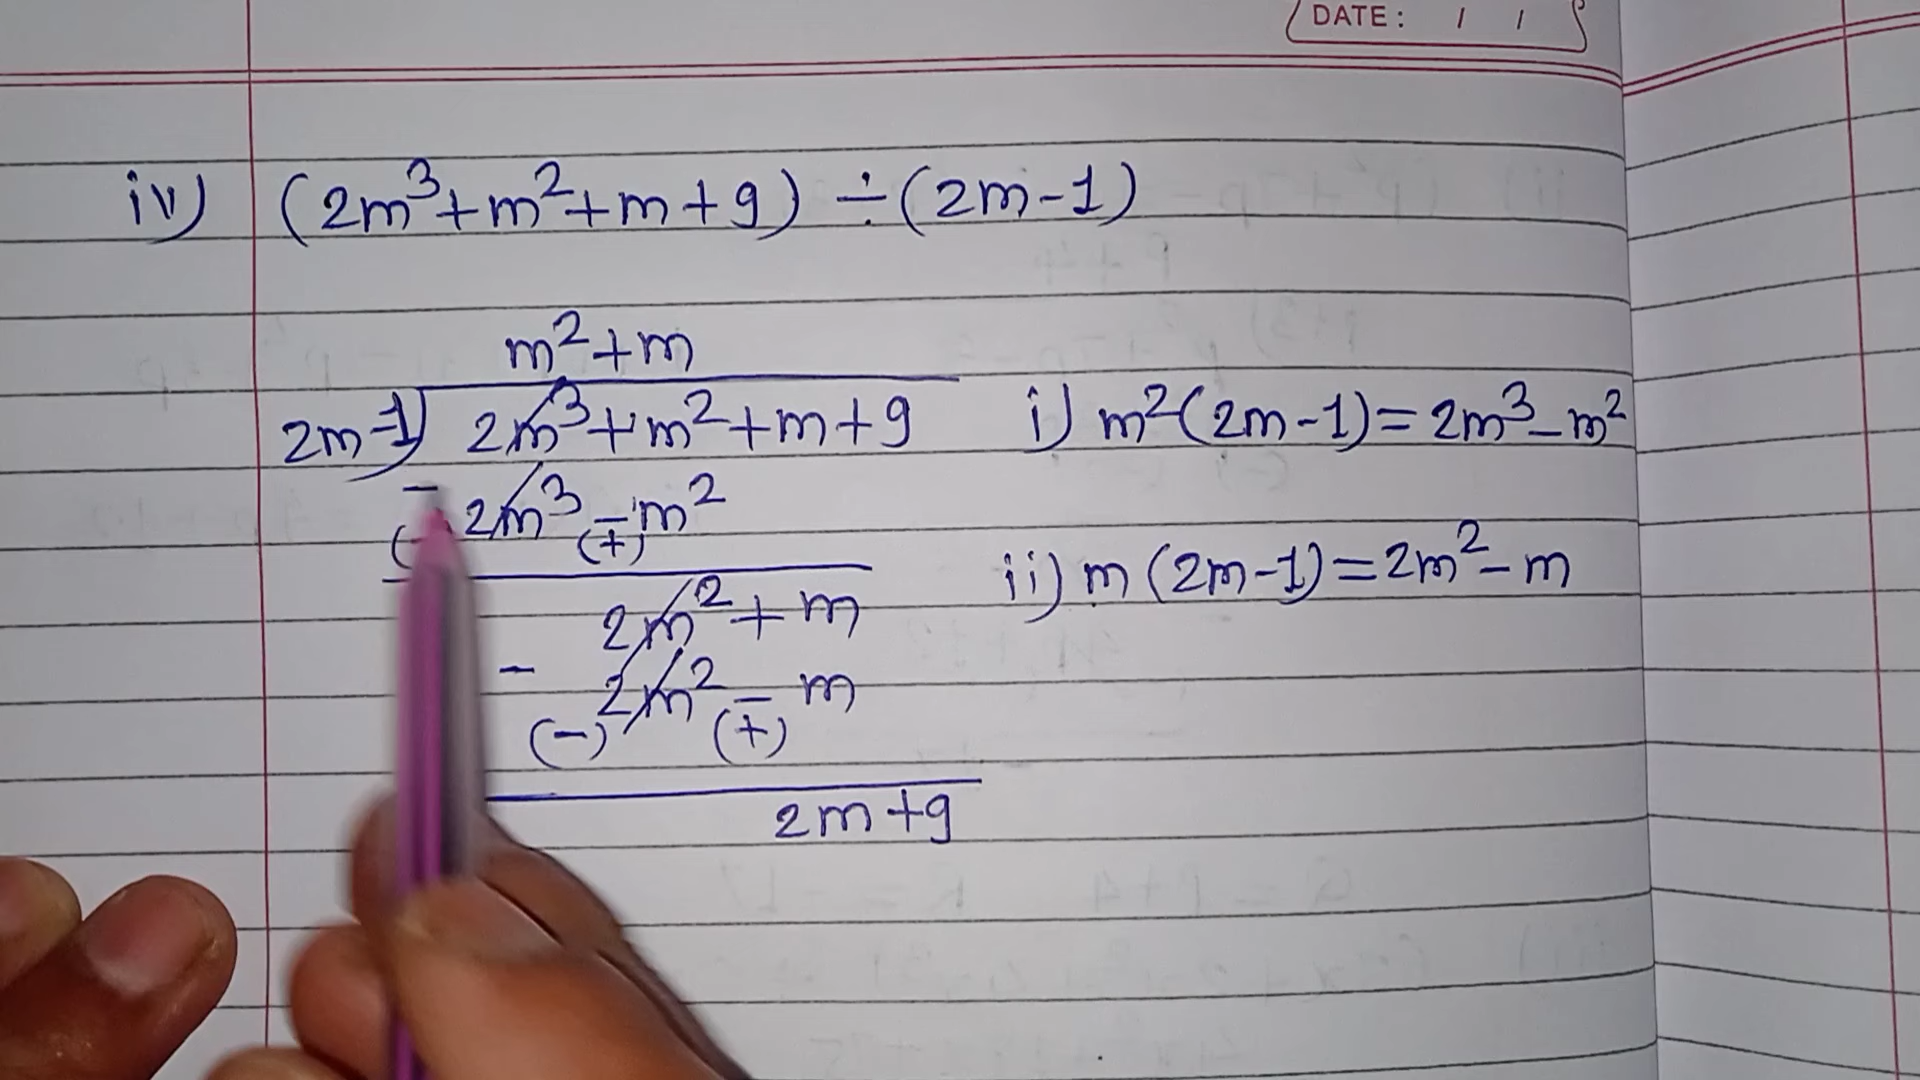 DATE: / /
iv) (2m³+m²+m+9) ÷ (2m-1)
m²+m
2m-1) 2m³+m²+m+9
i) m²(2m-1)=2m³-m²
- 2m³-m²
(+)
ii) m(2m-1)=2m²-m
2m²+m
- 2m²-m
(-) (+)
2m+9